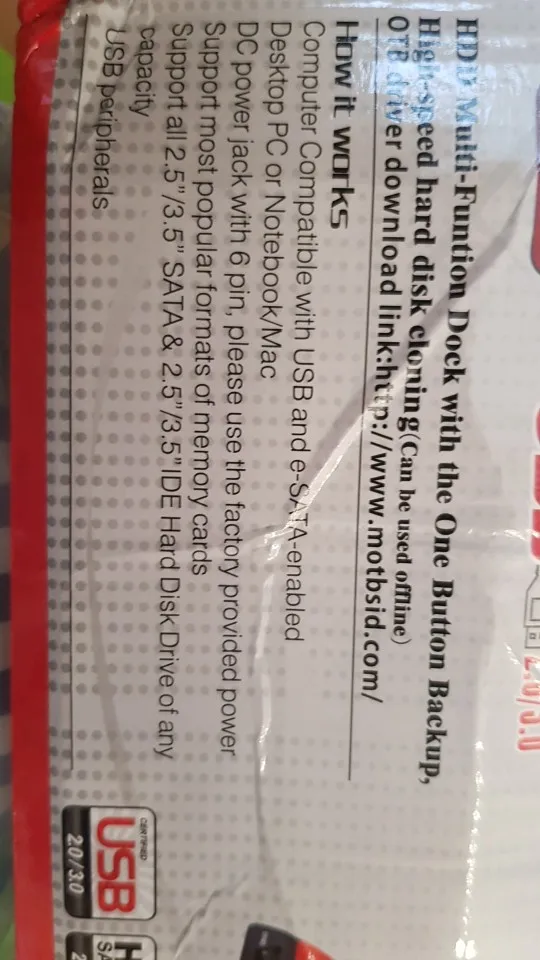 HDD Multi-Funtion Dock with the One Button Backup,
High-speed hard disk cloning(Can be used offline)
OTB driver download link:http://www.motbsid.com/
How it works
Computer Compatible with USB and e-SATA-enabled
Desktop PC or Notebook/Mac
DC power jack with 6 pin, please use the factory provided power
Support most popular formats of memory cards
Support all 2.5"/3.5" SATA & 2.5"/3.5" IDE Hard Disk Drive of any
capacity
USB peripherals
2.0/3.0
CERTIFIED
USB
2.0/3.0